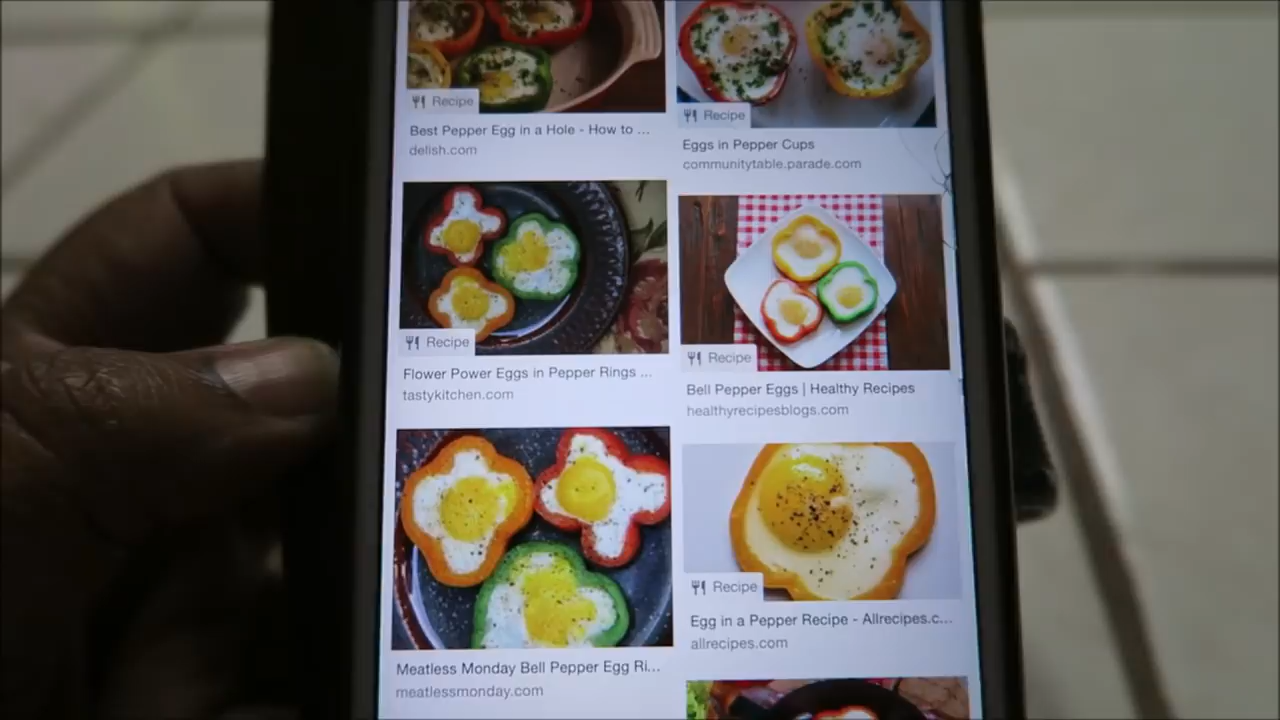 Recipe
Best Pepper Egg in a Hole - How to ...
delish.com
Recipe
Eggs in Pepper Cups
communitytable.parade.com
Recipe
Flower Power Eggs in Pepper Rings ...
tastykitchen.com
Recipe
Bell Pepper Eggs | Healthy Recipes
healthyrecipesblogs.com
Meatless Monday Bell Pepper Egg Ri...
meatlessmonday.com
Recipe
Egg in a Pepper Recipe - Allrecipes.c...
allrecipes.com